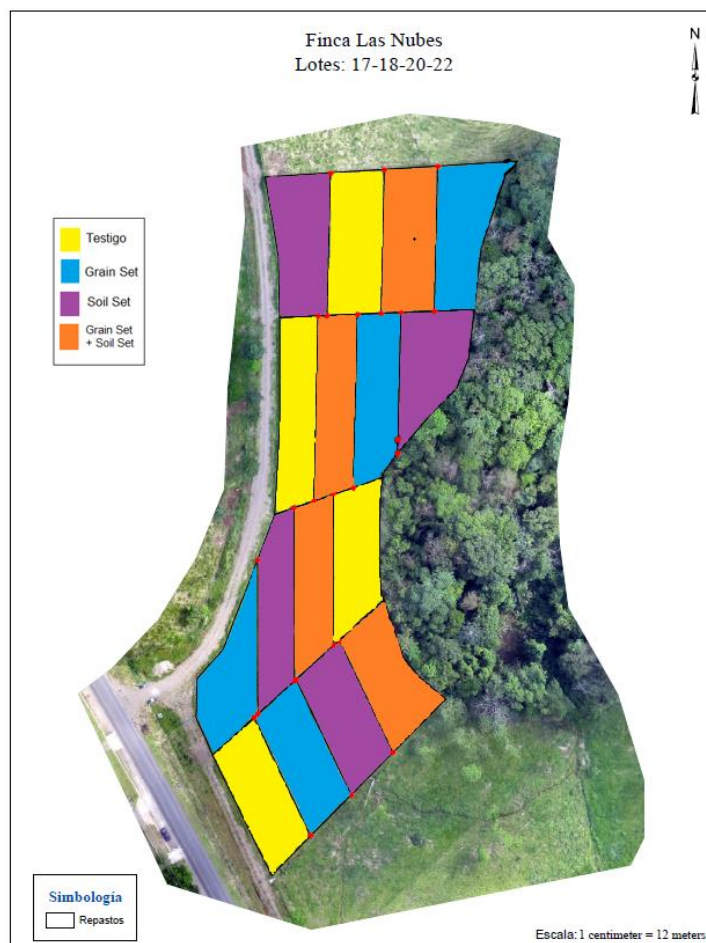 Finca Las Nubes
Lotes: 17-18-20-22
N
Testigo
Grain Set
Soil Set
Grain Set
+ Soil Set
Simbología
Repastos
Escala: 1 centimeter = 12 meters